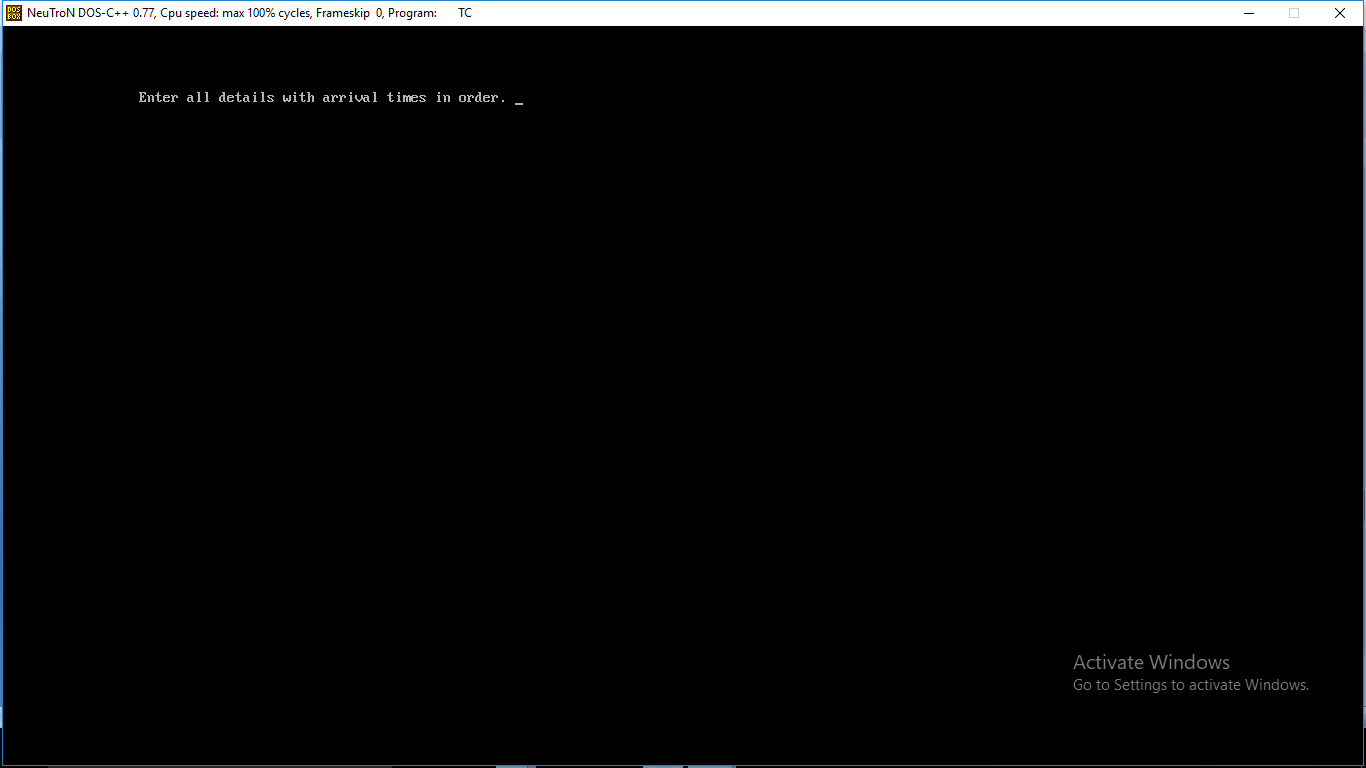 NeuTroN DOS-C++ 0.77, Cpu speed: max 100% cycles, Frameskip 0, Program: TC
Enter all details with arrival times in order. _
Activate Windows
Go to Settings to activate Windows.